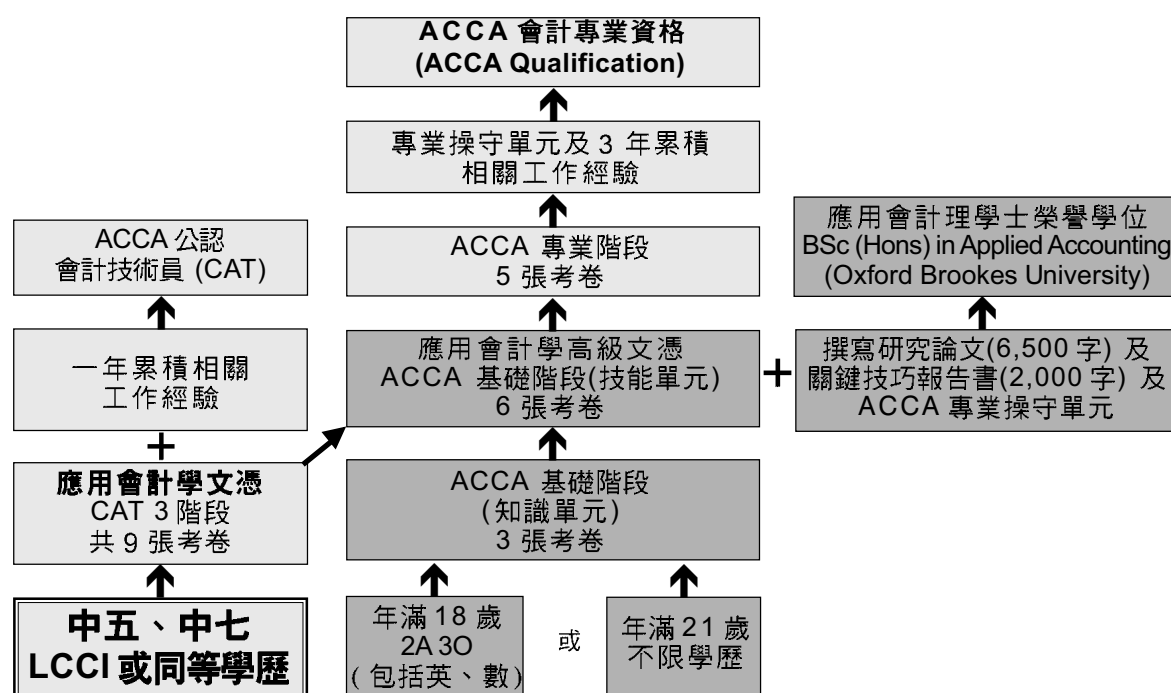 ACCA 會計專業資格
(ACCA Qualification)
專業操守單元及 3 年累積
相關工作經驗
ACCA 專業階段
5 張考卷
ACCA 公認
會計技術員 (CAT)
應用會計理學士榮譽學位
BSc (Hons) in Applied Accounting
(Oxford Brookes University)
一年累積相關
工作經驗
+
應用會計學高級文憑
ACCA 基礎階段(技能單元)
6 張考卷
+
撰寫研究論文(6,500 字) 及
關鍵技巧報告書(2,000 字) 及
ACCA 專業操守單元
應用會計學文憑
CAT 3 階段
共 9 張考卷
ACCA 基礎階段
(知識單元)
3 張考卷
中五、中七
LCCI 或同等學歷
年滿 18 歲
2A 3O
(包括英、數)
或
年滿 21 歲
不限學歷